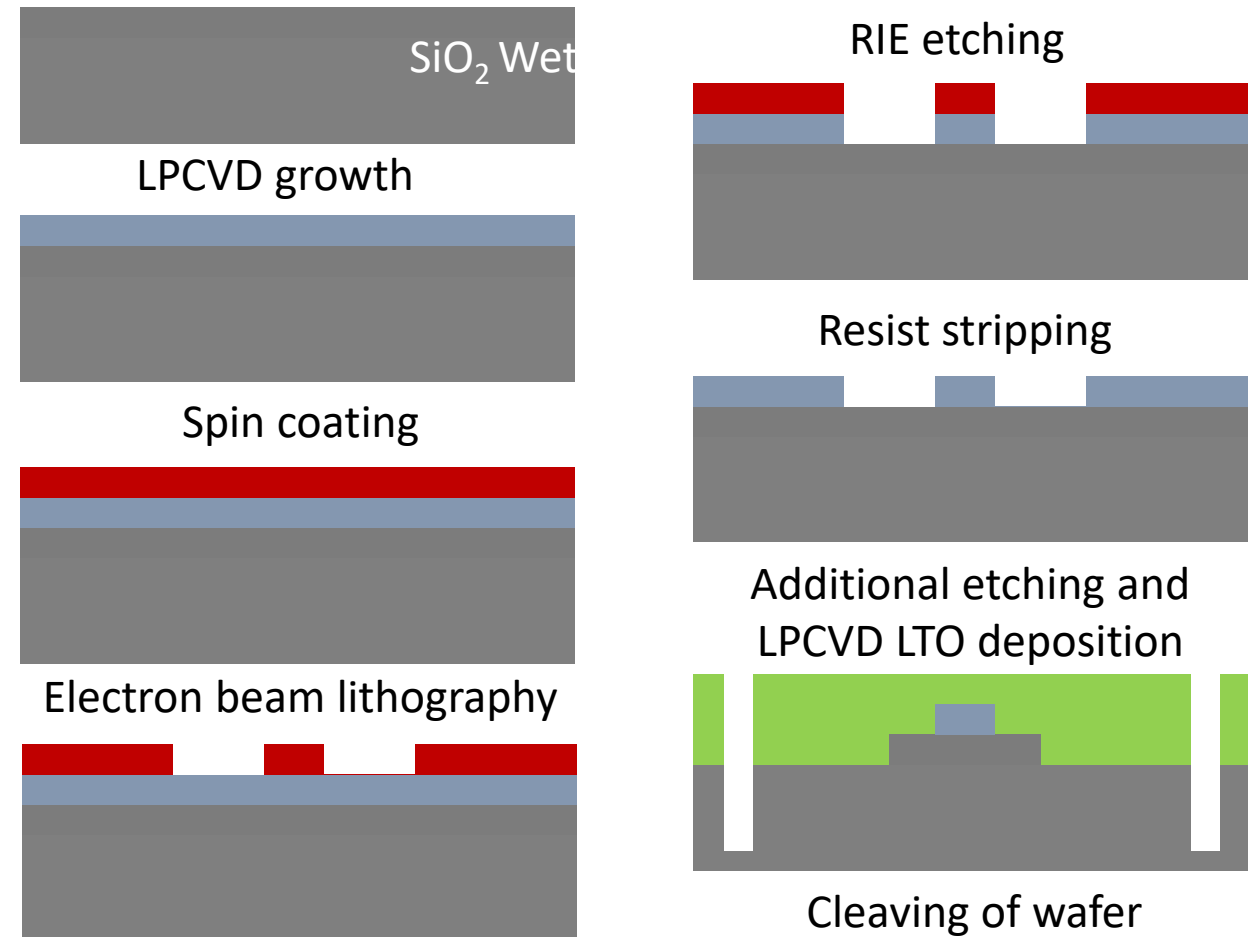 SiO₂ Wet
LPCVD growth
Spin coating
Electron beam lithography
RIE etching
Resist stripping
Additional etching and
LPCVD LTO deposition
Cleaving of wafer